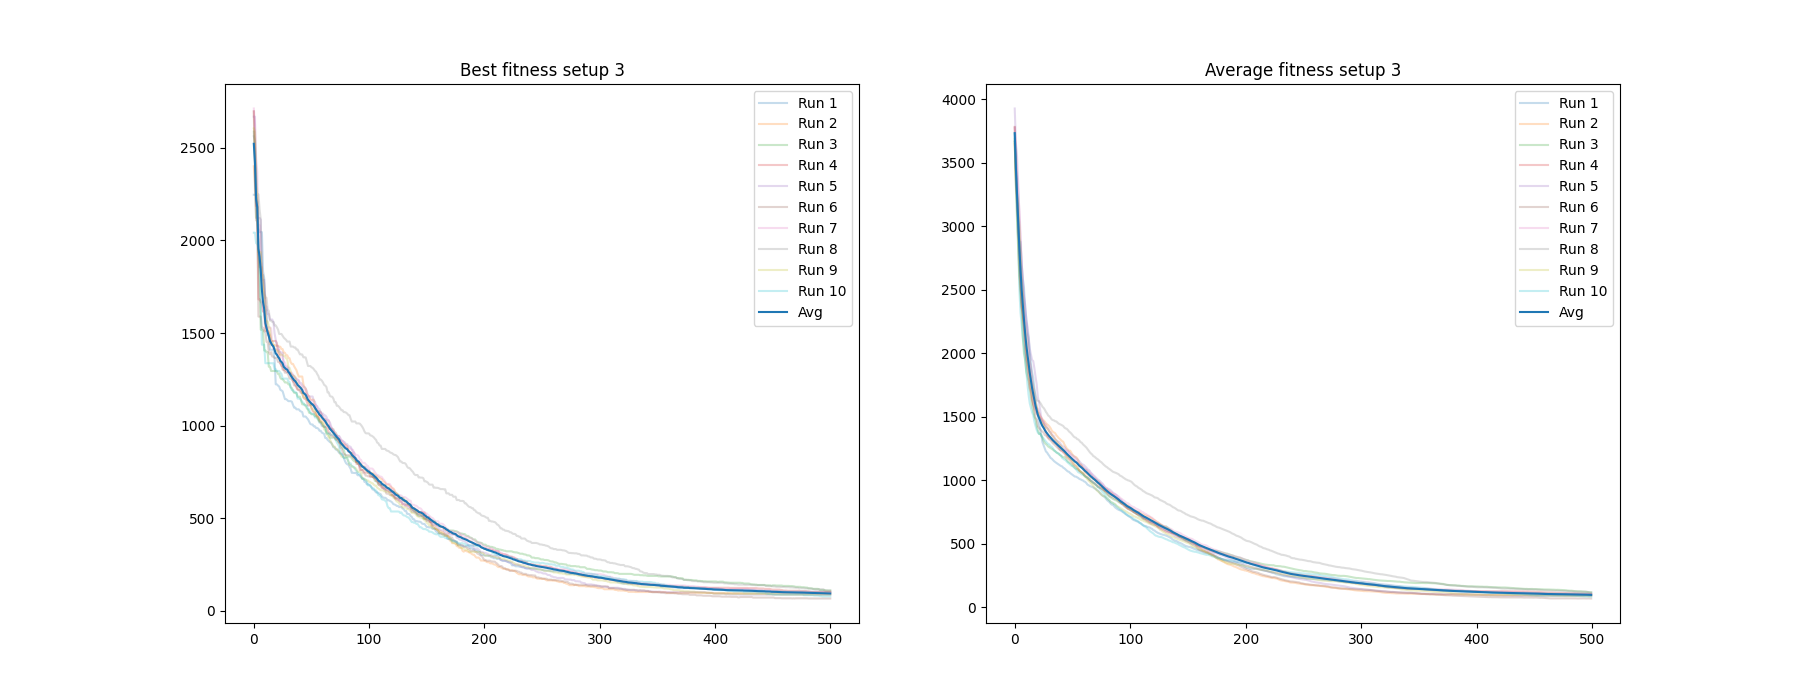 Best fitness setup 3
2500
2000
1500
1000
500
0
0 100 200 300 400 500
Run 1
Run 2
Run 3
Run 4
Run 5
Run 6
Run 7
Run 8
Run 9
Run 10
Avg
Average fitness setup 3
4000
3500
3000
2500
2000
1500
1000
500
0
0 100 200 300 400 500
Run 1
Run 2
Run 3
Run 4
Run 5
Run 6
Run 7
Run 8
Run 9
Run 10
Avg